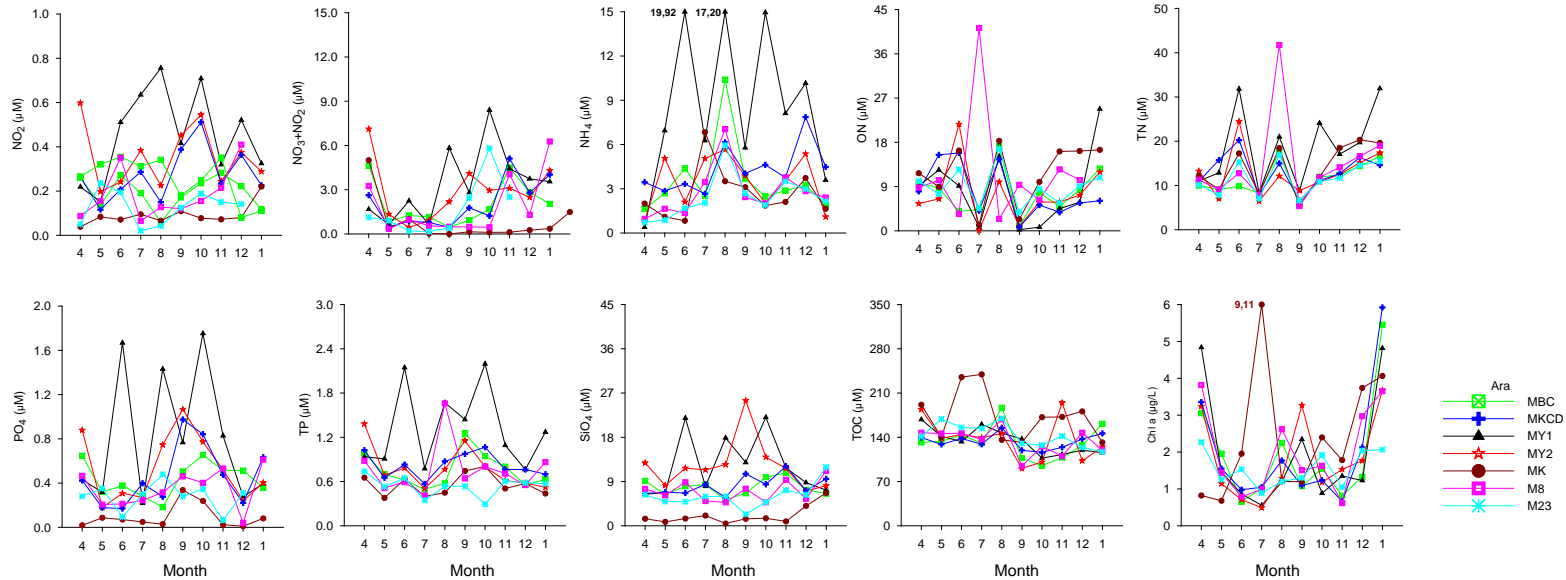 NO2 (µM)
1.0
0.8
0.6
0.4
0.2
0.0
4 5 6 7 8 9 10 11 12 1
NO3+NO2 (µM)
15.0
12.0
9.0
6.0
3.0
0.0
4 5 6 7 8 9 10 11 12 1
NH4 (µM)
15
12
9
6
3
0
19,92
17,20
4 5 6 7 8 9 10 11 12 1
ON (µM)
45
36
27
18
9
0
4 5 6 7 8 9 10 11 12 1
TN (µM)
50
40
30
20
10
0
4 5 6 7 8 9 10 11 12 1
PO4 (µM)
2.0
1.6
1.2
0.8
0.4
0.0
4 5 6 7 8 9 10 11 12 1
Month
TP (µM)
3.0
2.4
1.8
1.2
0.6
0.0
4 5 6 7 8 9 10 11 12 1
Month
SiO4 (µM)
45
36
27
18
9
0
4 5 6 7 8 9 10 11 12 1
Month
TOC (µM)
350
280
210
140
70
0
4 5 6 7 8 9 10 11 12 1
Month
Chl a (µg/L)
6
5
4
3
2
1
0
9,11
4 5 6 7 8 9 10 11 12 1
Month
Ara
MBC
MKCD
MY1
MY2
MK
M8
M23